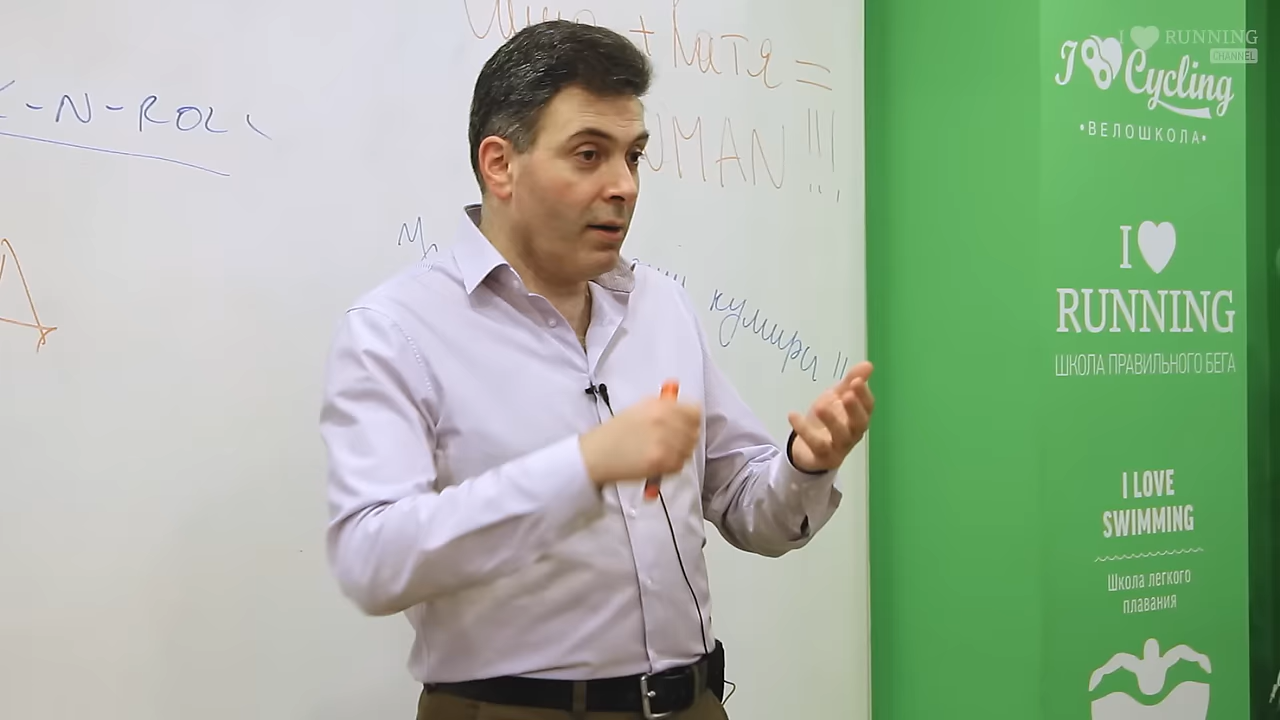 + Катя =
MAN !!!
-N-ROLL
кумиры !!
I Cycling
• ВЕЛОШКОЛА •
I RUNNING
CHANNEL
I
RUNNING
ШКОЛА ПРАВИЛЬНОГО БЕГА
I LOVE
SWIMMING
Школа легкого
плавания